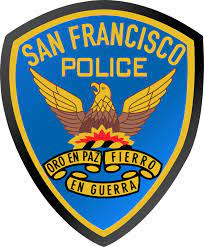 SAN FRANCISCO
POLICE
ORO EN PAZ FIERRO
EN GUERRA